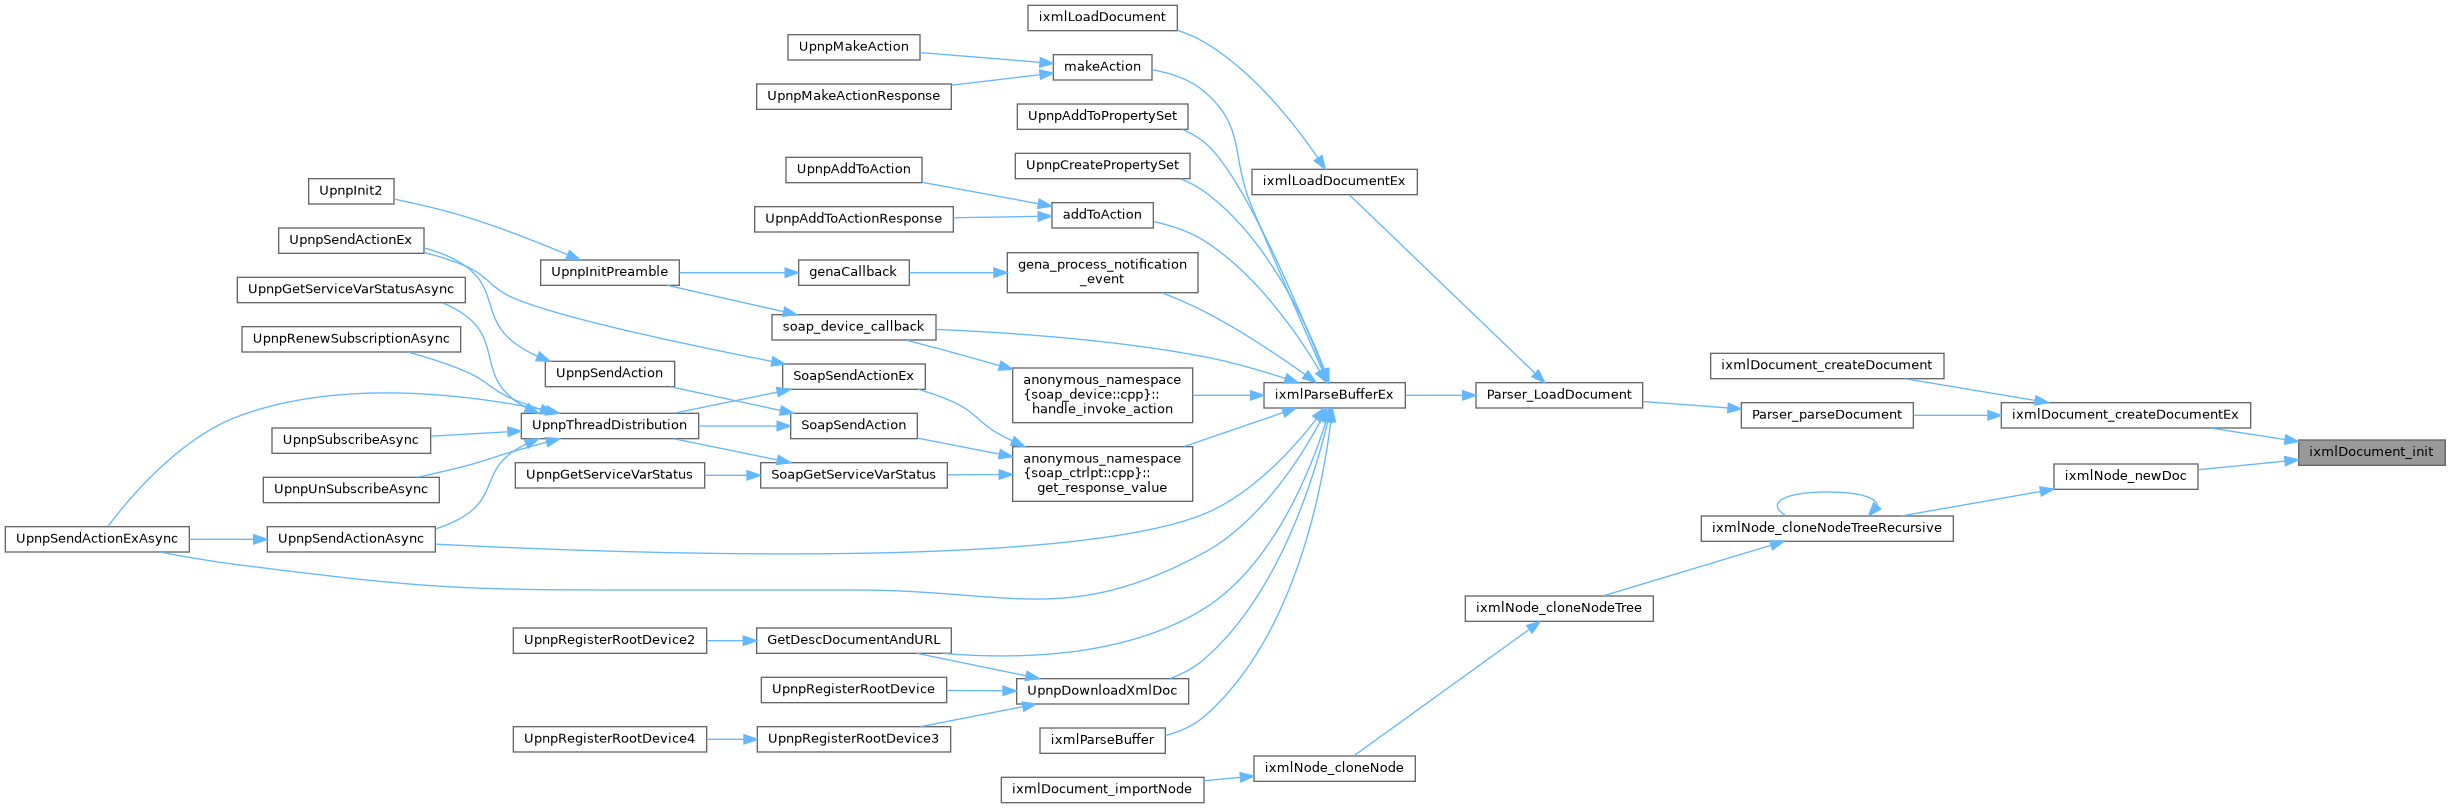 ixmlLoadDocument
UpnpMakeAction
makeAction
UpnpMakeActionResponse
UpnpAddToPropertySet
UpnpAddToAction
UpnpCreatePropertySet
ixmlLoadDocumentEx
UpnpInit2
UpnpAddToActionResponse
addToAction
UpnpSendActionEx
UpnpInitPreamble
genaCallback
gena_process_notification
_event
UpnpGetServiceVarStatusAsync
soap_device_callback
UpnpRenewSubscriptionAsync
UpnpSendAction
SoapSendActionEx
anonymous_namespace
{soap_device::cpp}::
handle_invoke_action
ixmlParseBufferEx
Parser_LoadDocument
ixmlDocument_createDocument
Parser_parseDocument
ixmlDocument_createDocumentEx
ixmlDocument_init
UpnpThreadDistribution
SoapSendAction
UpnpSubscribeAsync
UpnpGetServiceVarStatus
SoapGetServiceVarStatus
anonymous_namespace
{soap_ctrlpt::cpp}::
get_response_value
ixmlNode_newDoc
UpnpUnSubscribeAsync
UpnpSendActionExAsync
UpnpSendActionAsync
ixmlNode_cloneNodeTreeRecursive
ixmlNode_cloneNodeTree
UpnpRegisterRootDevice2
GetDescDocumentAndURL
UpnpRegisterRootDevice
UpnpDownloadXmlDoc
UpnpRegisterRootDevice4
UpnpRegisterRootDevice3
ixmlParseBuffer
ixmlNode_cloneNode
ixmlDocument_importNode